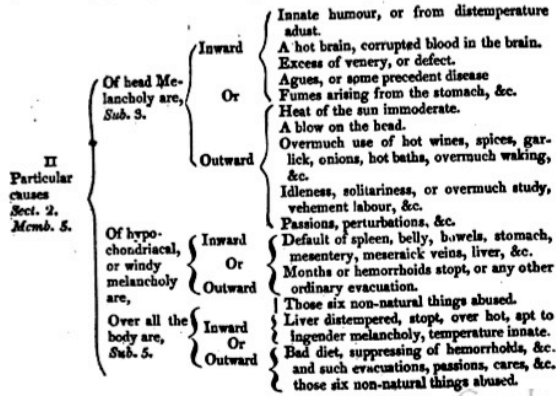 II
Particular
causes
Sect. 2.
Memb. 5.
Of head Me-
lancholy are,
Sub. 3.
Inward
Or
Outward
Innate humour, or from distemperature
adust.
A hot brain, corrupted blood in the brain.
Excess of venery, or defect.
Agues, or some precedent disease
Fumes arising from the stomach, &c.
Heat of the sun immoderate.
A blow on the head.
Overmuch use of hot wines, spices, gar-
lick, onions, hot baths, overmuch waking,
&c.
Idleness, solitariness, or overmuch study,
vehement labour, &c.
Passions, perturbations, &c.
Of hypo-
chondriacal,
or windy
melancholy
are,
Inward
Or
Outward
Default of spleen, belly, bowels, stomach,
mesentery, meseraick veins, liver, &c.
Months or hemorrhoids stopt, or any other
ordinary evacuation.
Those six non-natural things abused.
Over all the
body are,
Sub. 5.
Inward
Or
Outward
Liver distempered, stopt, over hot, apt to
ingender melancholy, temperature innate.
Bad diet, suppressing of hemorrholds, &c.
and such evacuations, passions, cares, &c.
those six non-natural things abused.